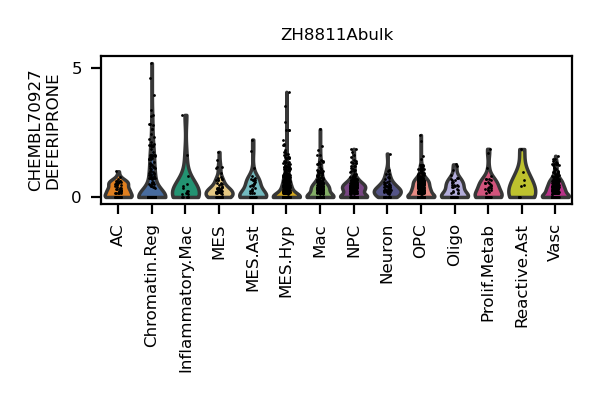 ZH8811Abulk
CHEMBL70927
DEFERIPRONE
5
0
AC
Chromatin.Reg
Inflammatory.Mac
MES
MES.Ast
MES.Hyp
Mac
NPC
Neuron
OPC
Oligo
Prolif.Metab
Reactive.Ast
Vasc